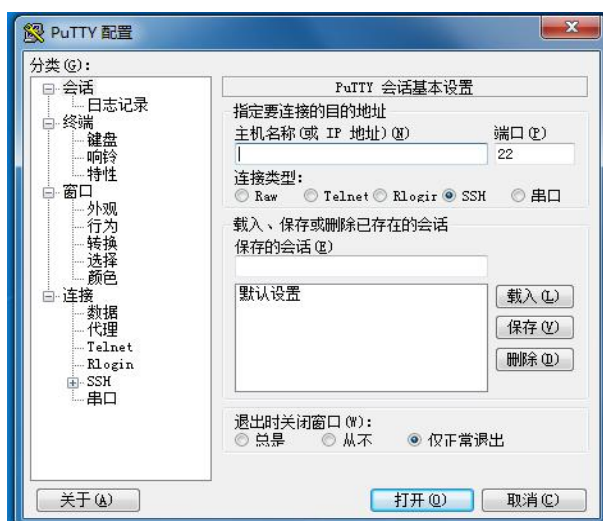 PuTTY 配置
分类(G):
会话
日志记录
终端
键盘
响铃
特性
窗口
外观
行为
转换
选择
颜色
连接
数据
代理
Telnet
Rlogin
SSH
串口
PuTTY 会话基本设置
指定要连接的目的地址
主机名称(或 IP 地址)(N) 端口(P)
22
连接类型:
Raw Telnet Rlogir SSH 串口
载入、保存或删除已存在的会话
保存的会话(E)
默认设置
载入(L)
保存(V)
删除(D)
退出时关闭窗口(W):
总是 从不 仅正常退出
关于(A) 打开(O) 取消(C)